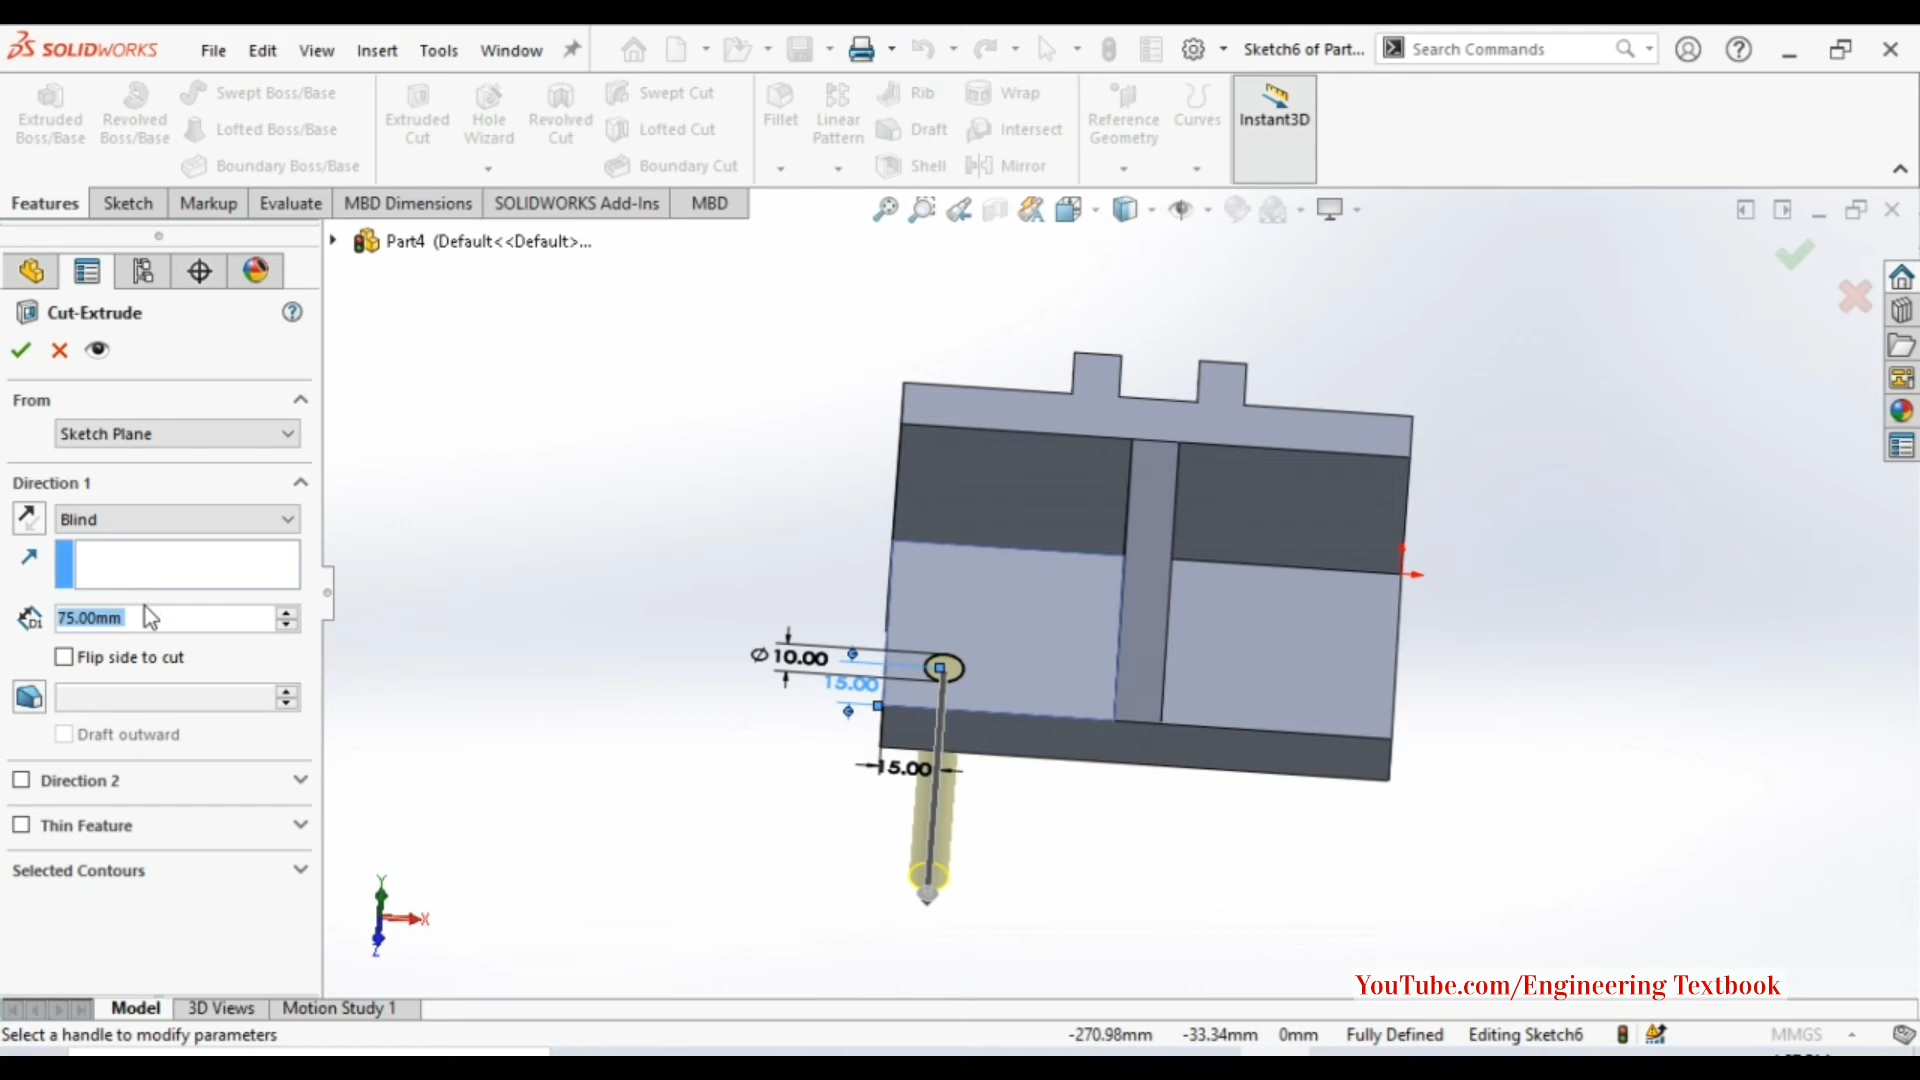 SOLIDWORKS File Edit View Insert Tools Window Sketch6 of Part... Search Commands
Extruded Boss/Base
Revolved Boss/Base
Swept Boss/Base
Lofted Boss/Base
Boundary Boss/Base
Extruded Cut
Hole Wizard
Revolved Cut
Swept Cut
Lofted Cut
Boundary Cut
Fillet
Linear Pattern
Rib
Draft
Shell
Wrap
Intersect
Mirror
Reference Geometry
Curves
Instant3D
Features Sketch Markup Evaluate MBD Dimensions SOLIDWORKS Add-Ins MBD
Part4 (Default<<Default>...
Cut-Extrude
From
Sketch Plane
Direction 1
Blind
D1
75.00mm
Flip side to cut
Draft outward
Direction 2
Thin Feature
Selected Contours
Ø 10.00
15.00
15.00
Y
X
Z
YouTube.com/Engineering Textbook
Model 3D Views Motion Study 1
Select a handle to modify parameters -270.98mm -33.34mm 0mm Fully Defined Editing Sketch6 MMGS